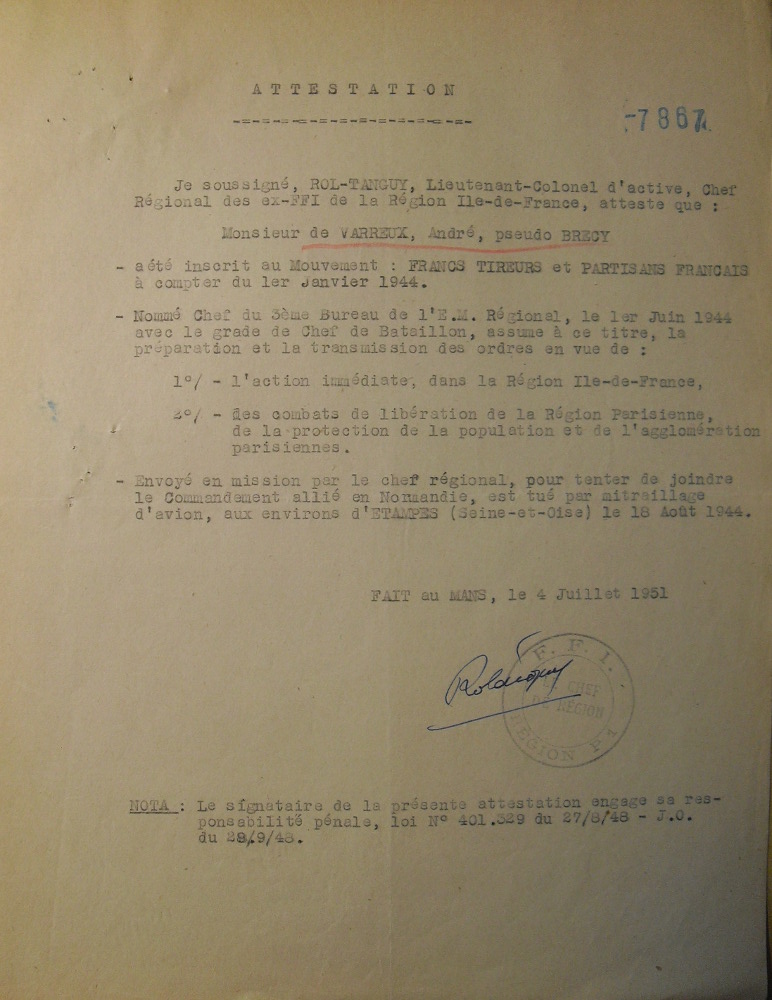 ATTESTATION
-=-=-=-=-=-=-=-=-=-=-=-
-7867
Je soussigné, ROL-TANGUY, Lieutenant-Colonel d'active, Chef
Régional des ex-FFI de la Région Ile-de-France, atteste que :
Monsieur de VARREUX, André, pseudo BRECY
- aété inscrit au Mouvement : FRANCS TIREURS et PARTISANS FRANCAIS
à compter du 1er Janvier 1944.
- Nommé Chef du 3ème Bureau de l'E.M. Régional, le 1er Juin 1944
avec le grade de Chef de Bataillon, assume à ce titre, la
préparation et la transmission des ordres en vue de :
1°/ - l'action immédiate, dans la Région Ile-de-France,
2°/ - des combats de libération de la Région Parisienne,
de la protection de la population et de l'agglomération
parisiennes.
- Envoyé en mission par le chef régional, pour tenter de joindre
le Commandement allié en Normandie, est tué par mitraillage
d'avion, aux environs d'ETAMPES (Seine-et-Oise) le 18 Août 1944.
FAIT au MANS, le 4 Juillet 1951
Roltanguy
F. F. I.
CHEF
DE RÉGION
RÉGION P1
NOTA : Le signataire de la présente attestation engage sa res-
ponsabilité pénale, loi N° 401.329 du 27/8/48 - J.O.
du 28/9/48.